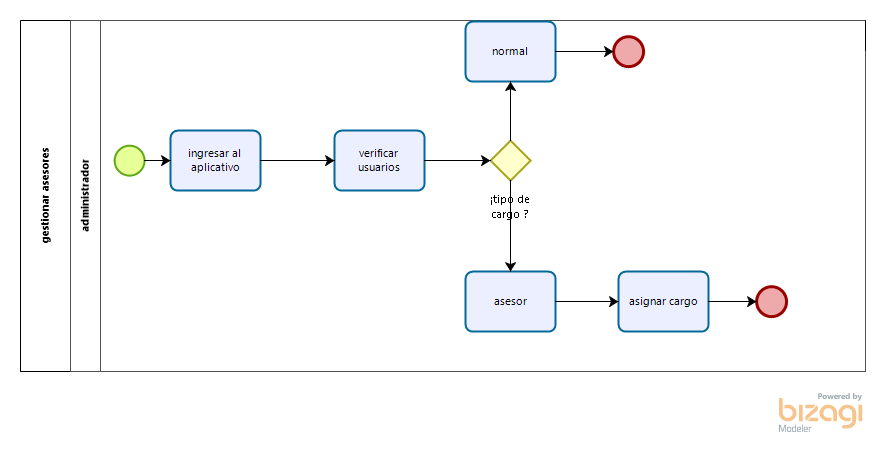 gestionar asesores
administrador
normal
ingresar al
aplicativo
verificar
usuarios
¡tipo de
cargo ?
asesor
asignar cargo
Powered by
bizagi
Modeler